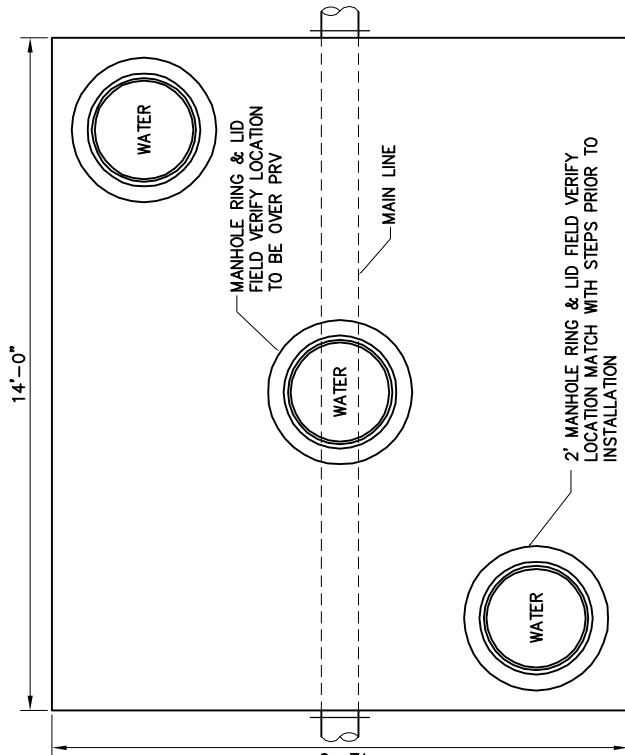 14'-0"
WATER
MANHOLE RING & LID
FIELD VERIFY LOCATION
TO BE OVER PRV
MAIN LINE
WATER
2' MANHOLE RING & LID FIELD VERIFY
LOCATION MATCH WITH STEPS PRIOR TO
INSTALLATION
WATER